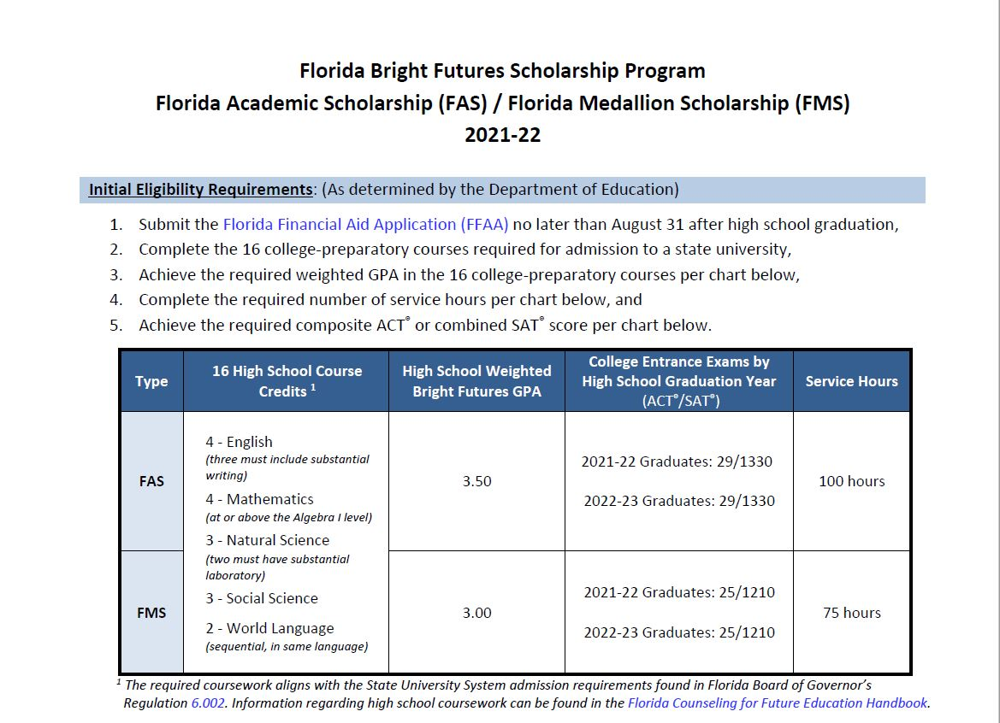 Florida Bright Futures Scholarship Program
Florida Academic Scholarship (FAS) / Florida Medallion Scholarship (FMS)
2021-22
Initial Eligibility Requirements: (As determined by the Department of Education)
1. Submit the Florida Financial Aid Application (FFAA) no later than August 31 after high school graduation,
2. Complete the 16 college-preparatory courses required for admission to a state university,
3. Achieve the required weighted GPA in the 16 college-preparatory courses per chart below,
4. Complete the required number of service hours per chart below, and
5. Achieve the required composite ACT® or combined SAT® score per chart below.
Type
16 High School Course
Credits ¹
High School Weighted
Bright Futures GPA
College Entrance Exams by
High School Graduation Year
(ACT®/SAT®)
Service Hours
FAS
4 - English
(three must include substantial
writing)
4 - Mathematics
(at or above the Algebra I level)
3 - Natural Science
(two must have substantial
laboratory)
3 - Social Science
2 - World Language
(sequential, in same language)
3.50
2021-22 Graduates: 29/1330
2022-23 Graduates: 29/1330
100 hours
FMS
3.00
2021-22 Graduates: 25/1210
2022-23 Graduates: 25/1210
75 hours
¹ The required coursework aligns with the State University System admission requirements found in Florida Board of Governor's
Regulation 6.002. Information regarding high school coursework can be found in the Florida Counseling for Future Education Handbook.